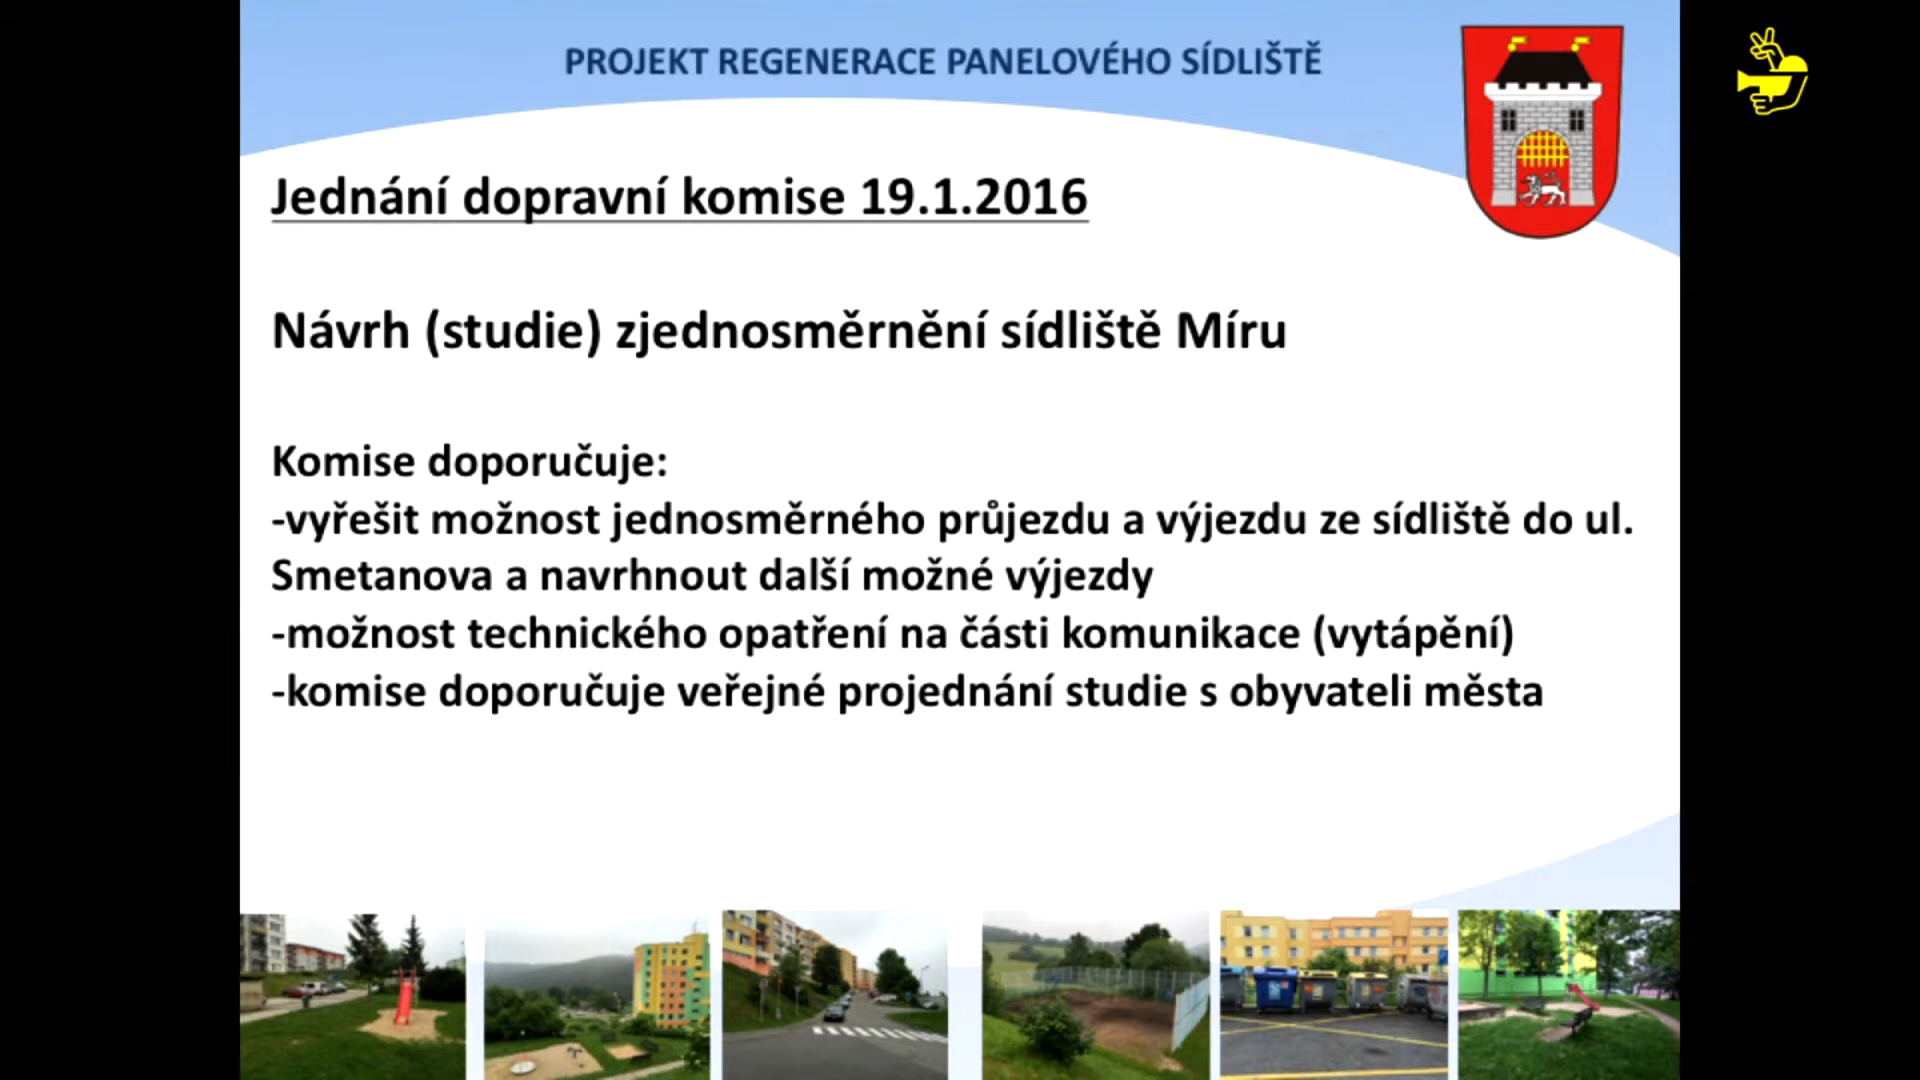 PROJEKT REGENERACE PANELOVÉHO SÍDLIŠTĚ
Jednání dopravní komise 19.1.2016
Návrh (studie) zjednosměrnění sídliště Míru
Komise doporučuje:
-vyřešit možnost jednosměrného průjezdu a výjezdu ze sídliště do ul.
Smetanova a navrhnout další možné výjezdy
-možnost technického opatření na části komunikace (vytápění)
-komise doporučuje veřejné projednání studie s obyvateli města